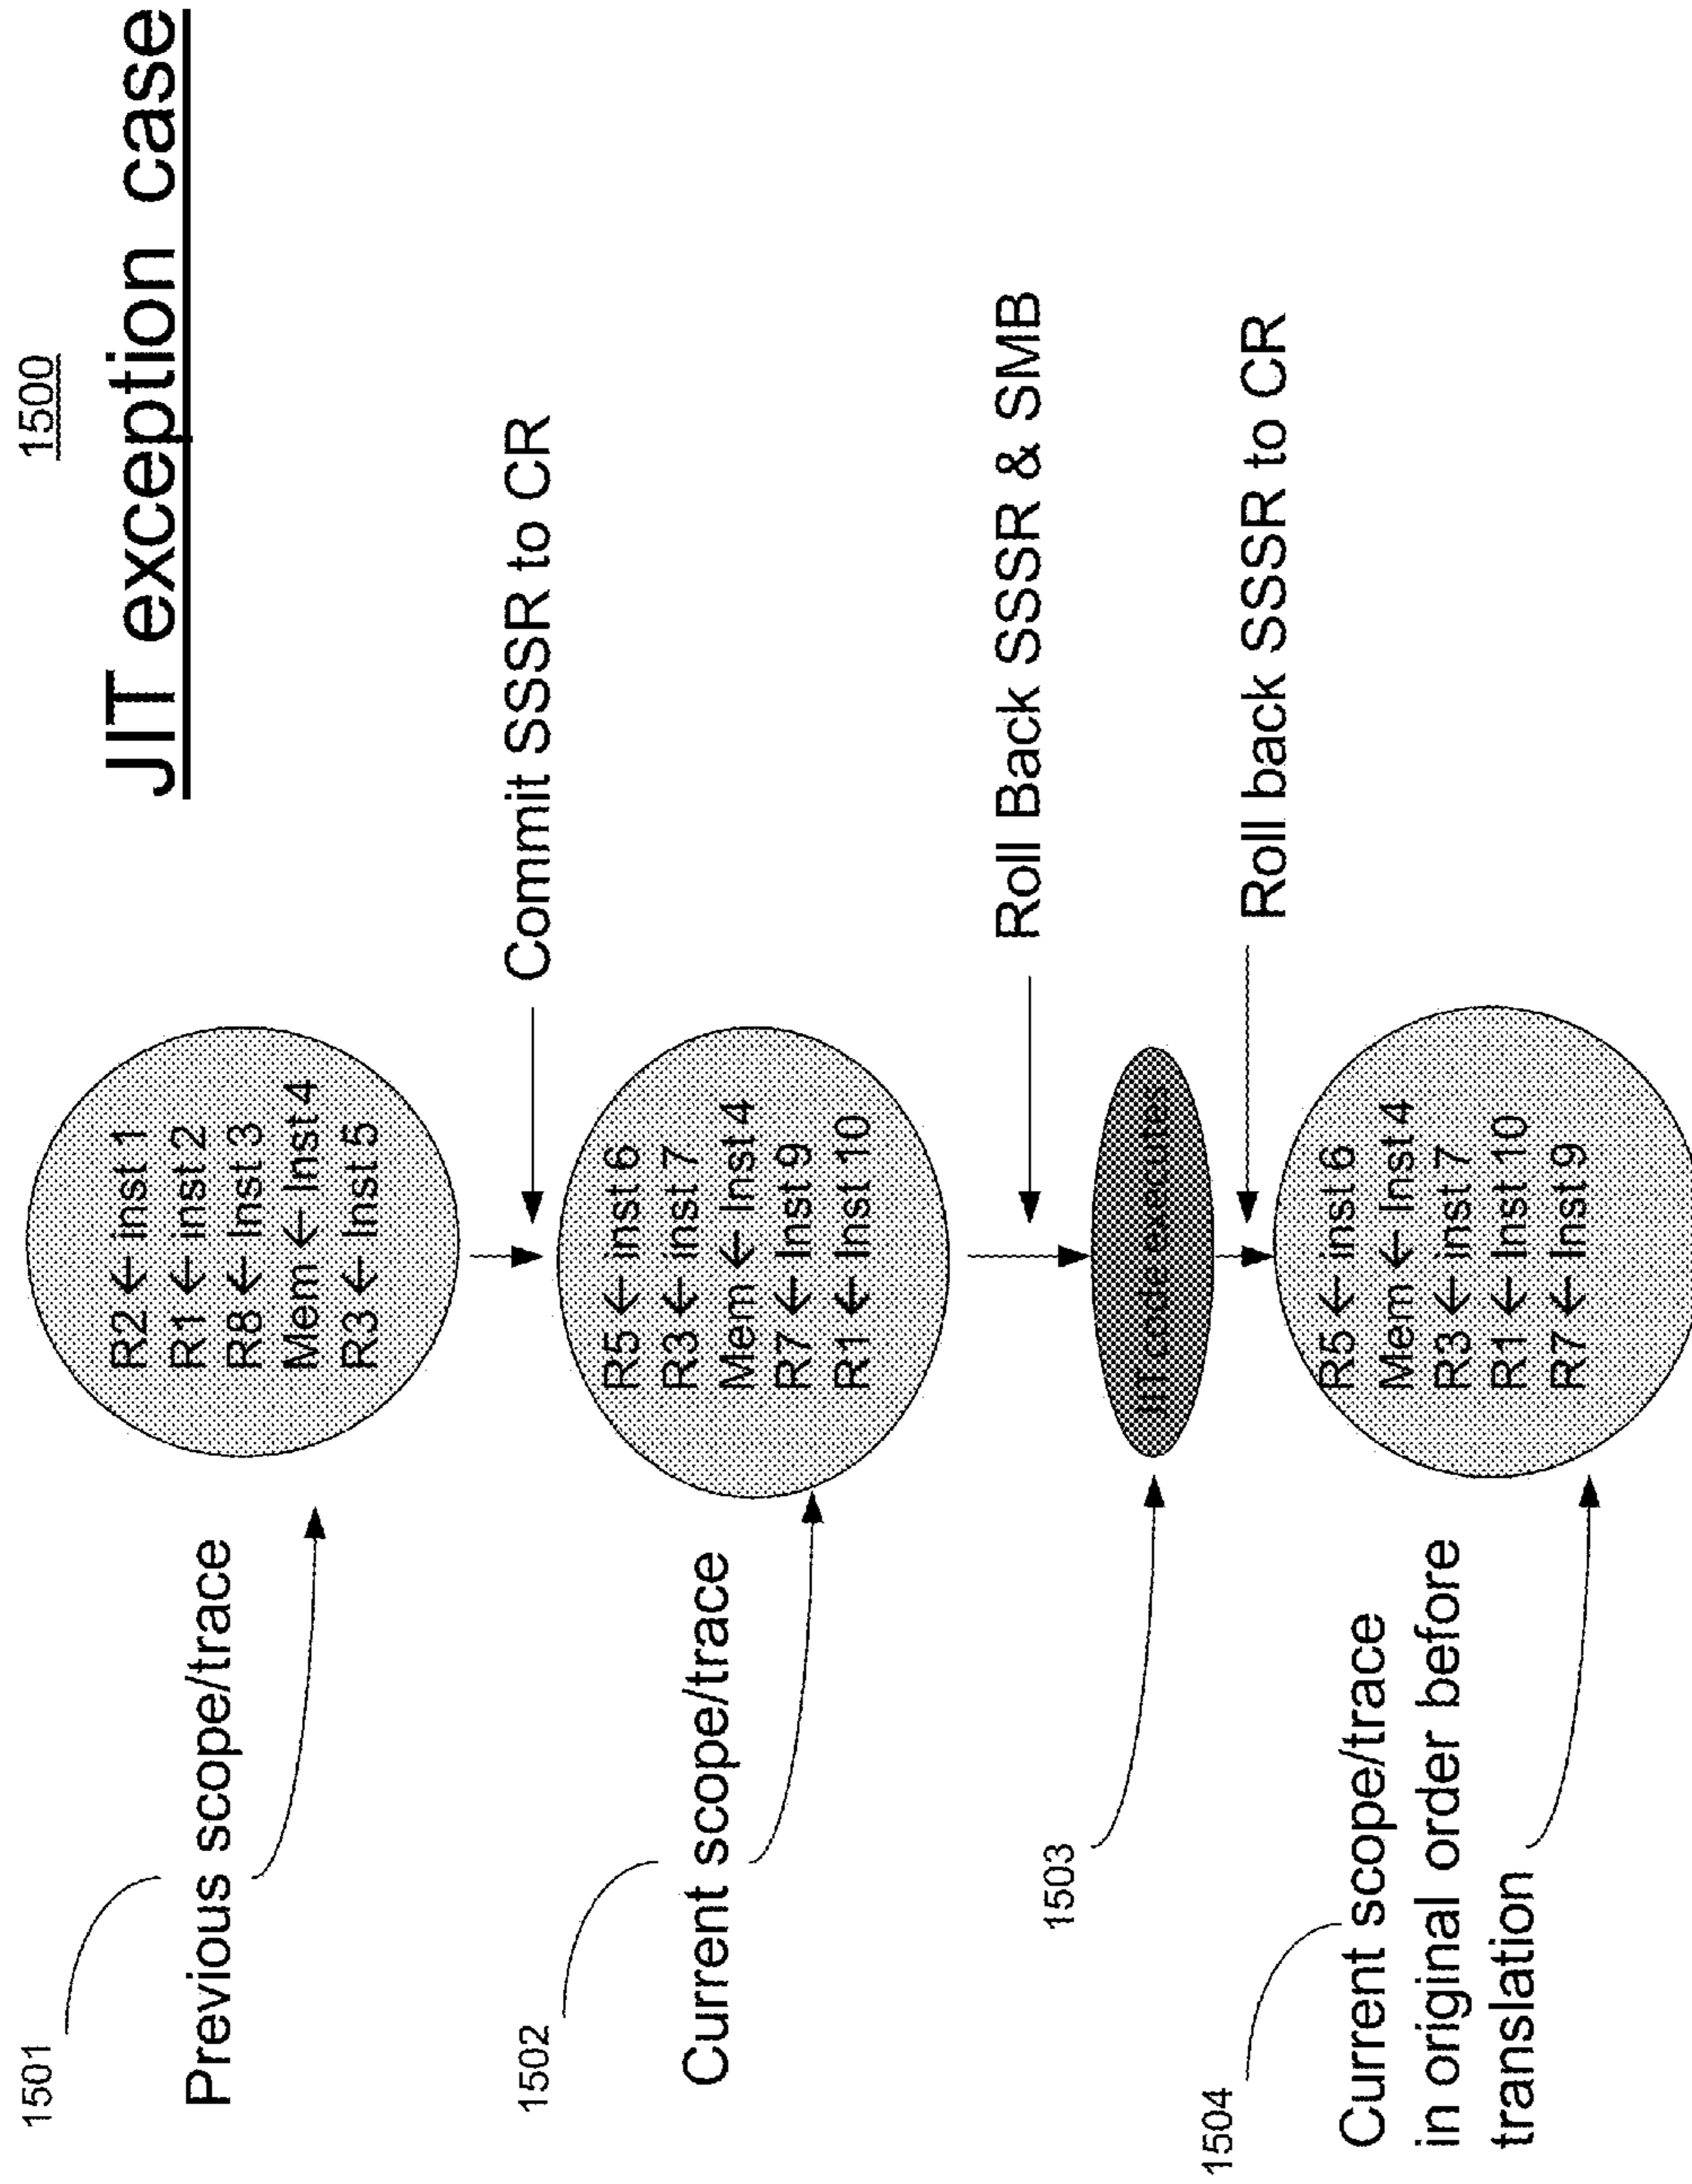 1500
JIT exception case
1501
Previous scope/trace
R2 ← inst 1
R1 ← inst 2
R8 ← Inst 3
Mem ← Inst 4
R3 ← Inst 5
Commit SSSR to CR
1502
Current scope/trace
R5 ← inst 6
R3 ← inst 7
Mem ← Inst 4
R7 ← Inst 9
R1 ← Inst 10
Roll Back SSSR & SMB
1503
code executes
Roll back SSSR to CR
1504
Current scope/trace
in original order before
translation
R5 ← inst 6
Mem ← Inst 4
R3 ← inst 7
R1 ← Inst 10
R7 ← Inst 9